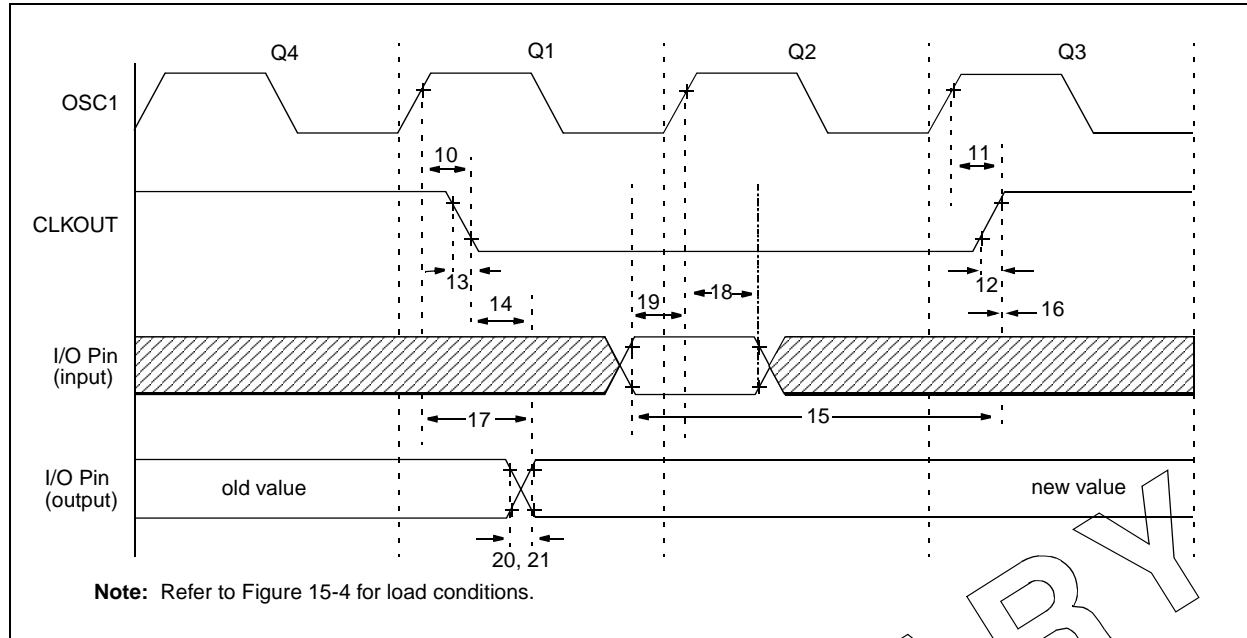 Q4 Q1 Q2 Q3
OSC1
10 11
CLKOUT
13 12
14 19 18 16
I/O Pin
(input)
17 15
I/O Pin
(output)
old value new value
20, 21
Note: Refer to Figure 15-4 for load conditions.
A R Y